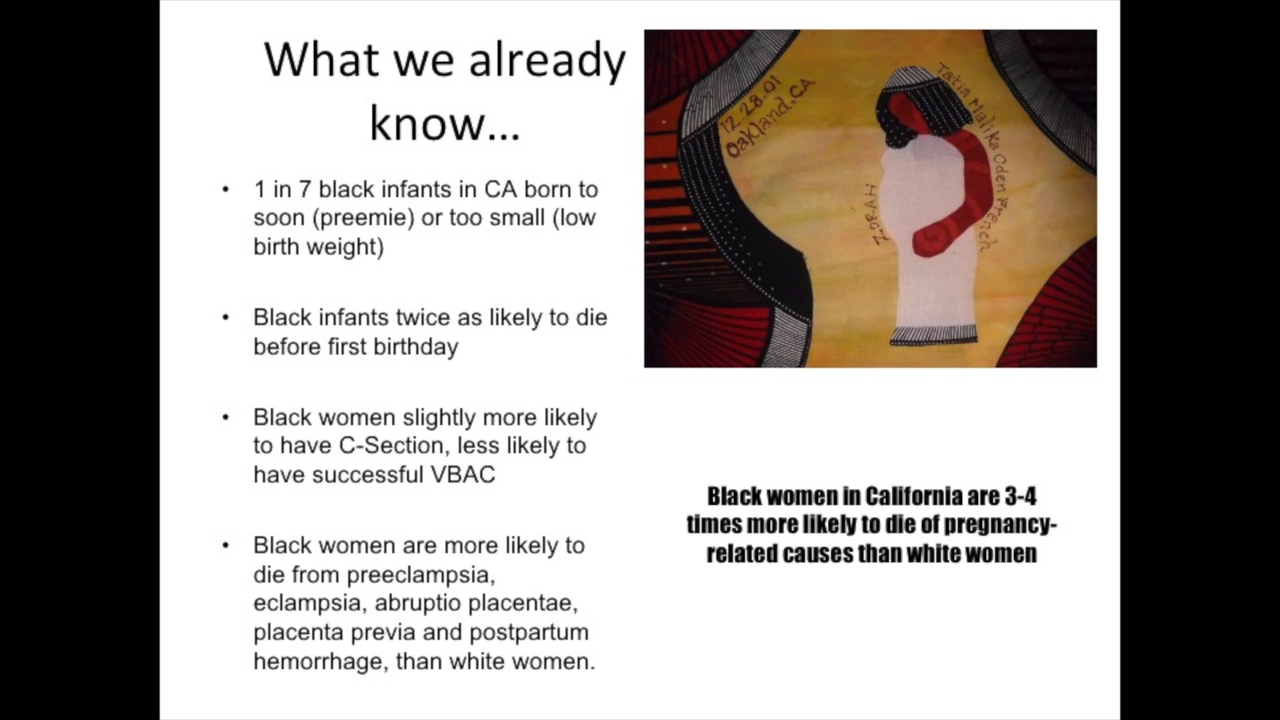 What we already
know...
• 1 in 7 black infants in CA born to
soon (preemie) or too small (low
birth weight)
• Black infants twice as likely to die
before first birthday
• Black women slightly more likely
to have C-Section, less likely to
have successful VBAC
• Black women are more likely to
die from preeclampsia,
eclampsia, abruptio placentae,
placenta previa and postpartum
hemorrhage, than white women.
12.28.01
Oakland.CA
Tatia Malika Oden French
Zorah
Black women in California are 3-4
times more likely to die of pregnancy-
related causes than white women